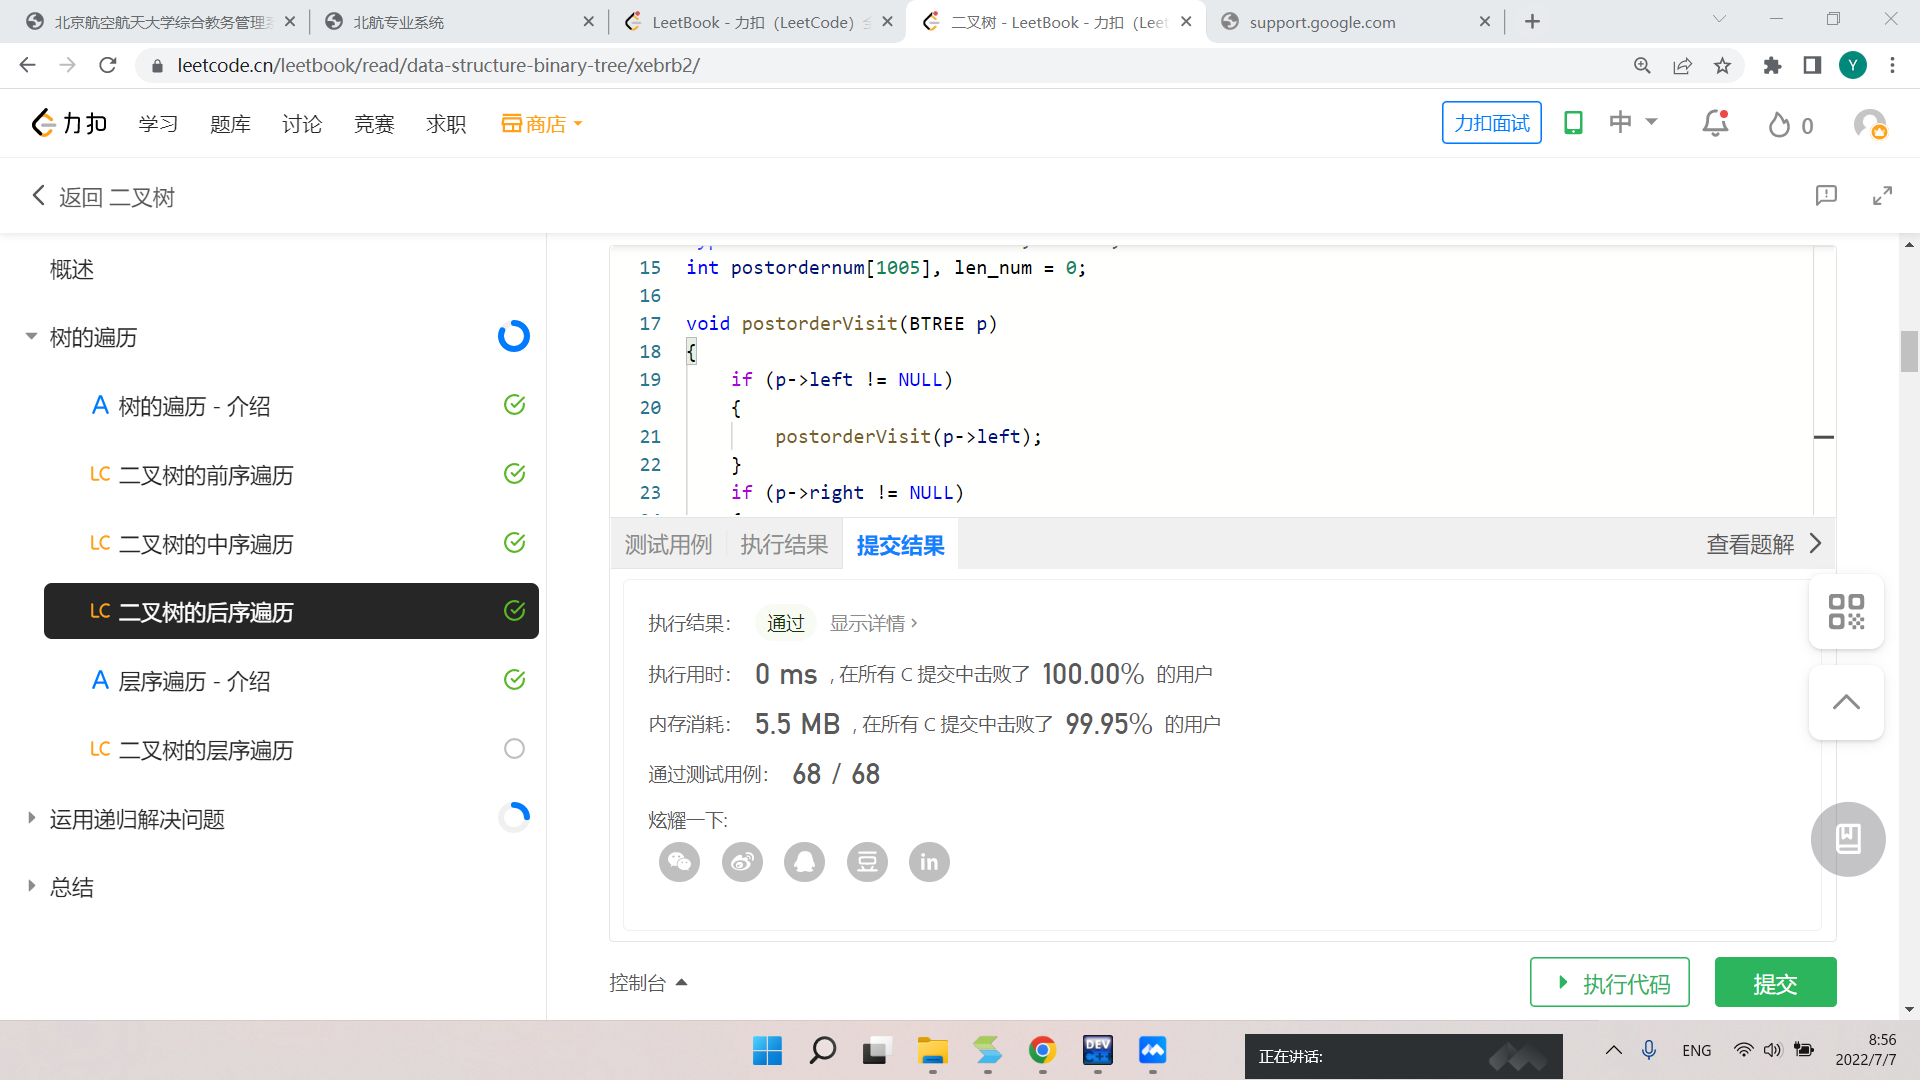 北京航空航天大学综合教务管理系
北航专业系统
LeetBook - 力扣（LeetCode）
二叉树 - LeetBook - 力扣（Leet
support.google.com
leetcode.cn/leetbook/read/data-structure-binary-tree/xebrb2/
Y
力扣 学习 题库 讨论 竞赛 求职 商店
力扣面试 中 0
返回 二叉树
概述
树的遍历
A 树的遍历 - 介绍
LC 二叉树的前序遍历
LC 二叉树的中序遍历
LC 二叉树的后序遍历
A 层序遍历 - 介绍
LC 二叉树的层序遍历
运用递归解决问题
总结
15 int postordernum[1005], len_num = 0;
16
17 void postorderVisit(BTREE p)
18 {
19 if (p->left != NULL)
20 {
21 postorderVisit(p->left);
22 }
23 if (p->right != NULL)
测试用例 执行结果 提交结果 查看题解
执行结果： 通过 显示详情 ›
执行用时： 0 ms , 在所有 C 提交中击败了 100.00% 的用户
内存消耗： 5.5 MB , 在所有 C 提交中击败了 99.95% 的用户
通过测试用例： 68 / 68
炫耀一下:
豆 in
控制台 执行代码 提交
DEV
正在讲话:
ENG
8:56
2022/7/7